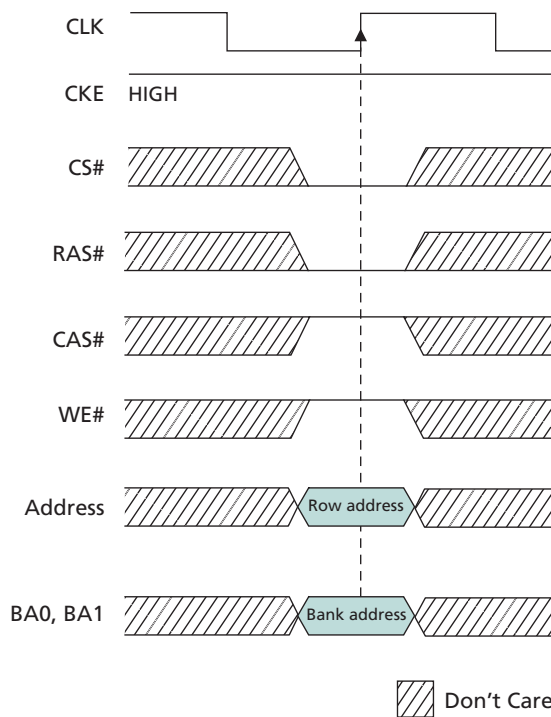 CLK
CKE HIGH
CS#
RAS#
CAS#
WE#
Address Row address
BA0, BA1 Bank address
Don't Care